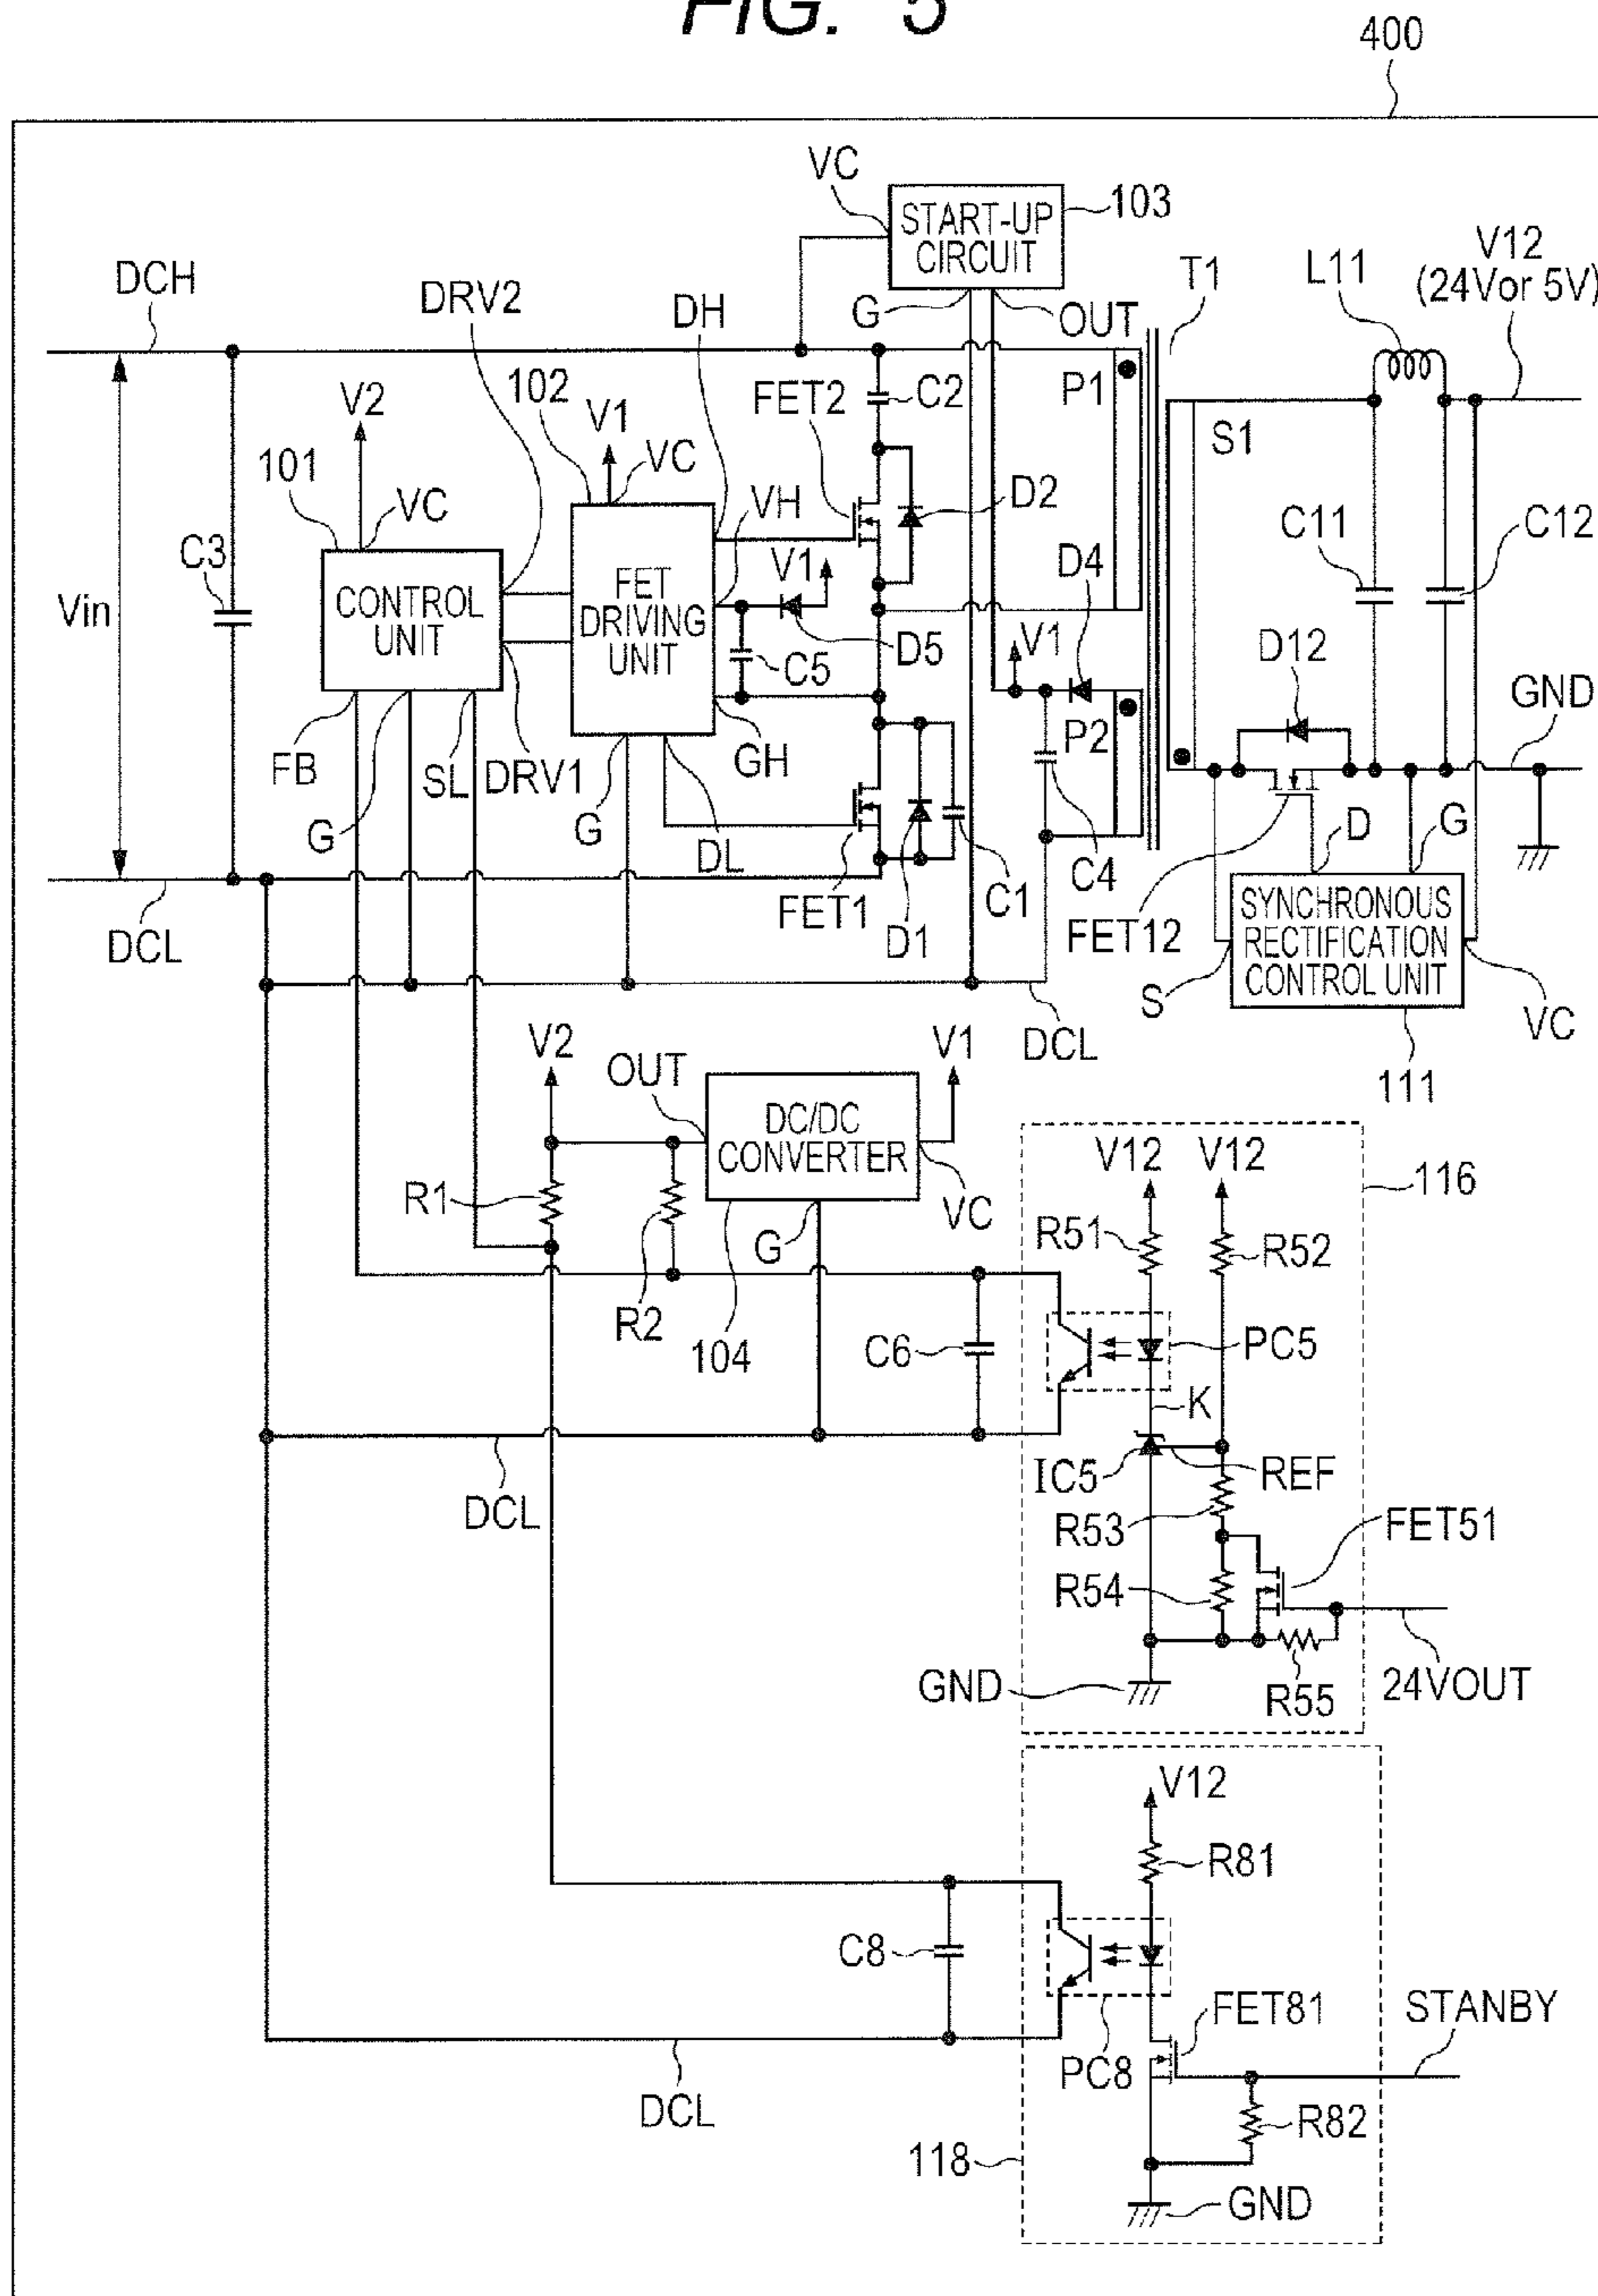 FIG. 5
400
VC
START-UP
CIRCUIT
103
V12
(24Vor 5V)
DCH
DRV2
DH
G
OUT
T1
L11
V2
102
V1
FET2
C2
P1
S1
101
VC
VC
VH
D2
C3
V1
D4
C11
C12
Vin
CONTROL
UNIT
FET
DRIVING
UNIT
C5
D5
V1
D12
GND
FB
SL
DRV1
GH
P2
G
G
DL
C4
D
G
FET1
D1
C1
FET12
SYNCHRONOUS
RECTIFICATION
CONTROL UNIT
DCL
S
VC
V2
OUT
DC/DC
CONVERTER
V1
DCL
111
V12
V12
116
R1
R2
G
VC
R51
R52
104
C6
PC5
K
DCL
IC5
REF
R53
FET51
R54
GND
R55
24VOUT
V12
R81
C8
FET81
STANBY
PC8
DCL
R82
118
GND